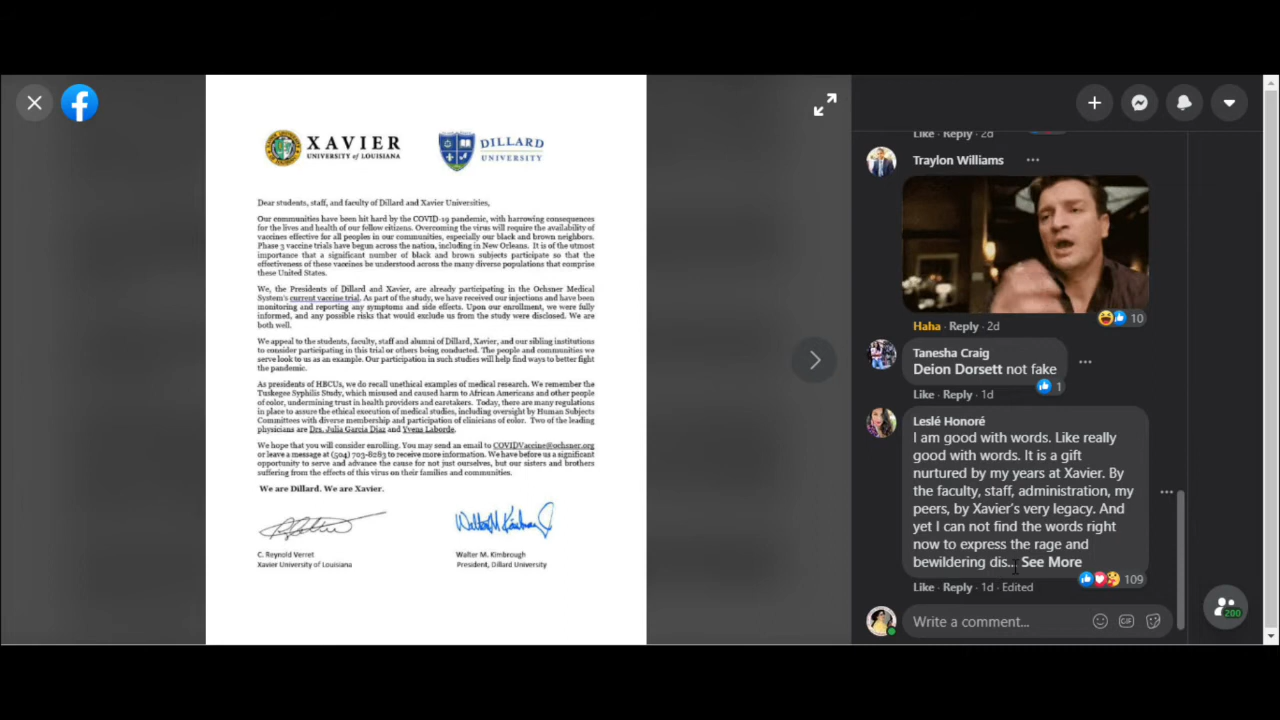 XAVIER
UNIVERSITY of LOUISIANA
DILLARD
UNIVERSITY
Dear students, staff, and faculty of Dillard and Xavier Universities,
Our communities have been hit hard by the COVID-19 pandemic, with harrowing consequences
for the lives and health of our fellow citizens. Overcoming the virus will require the availability of
vaccines effective for all peoples in our communities, especially our black and brown neighbors.
Phase 3 vaccine trials have begun across the nation, including in New Orleans. It is of the utmost
importance that a significant number of black and brown subjects participate so that the
effectiveness of these vaccines be understood across the many diverse populations that comprise
these United States.
We, the Presidents of Dillard and Xavier, are already participating in the Ochsner Medical
System's current vaccine trial. As part of the study, we have received our injections and have been
monitoring and reporting any symptoms and side effects. Upon our enrollment, we were fully
informed, and any possible risks that would exclude us from the study were disclosed. We are
both well.
We appeal to the students, faculty, staff and alumni of Dillard, Xavier, and our sibling institutions
to consider participating in this trial or others being conducted. The people and communities we
serve look to us as an example. Our participation in such studies will help find ways to better fight
the pandemic.
As presidents of HBCUs, we do recall unethical examples of medical research. We remember the
Tuskegee Syphilis Study, which misused and caused harm to African Americans and other people
of color, undermining trust in health providers and caretakers. Today, there are many regulations
in place to assure the ethical execution of medical studies, including oversight by Human Subjects
Committees with diverse membership and participation of clinicians of color. Two of the leading
physicians are Drs. Julia Garcia Diaz and Yvens Laborde.
We hope that you will consider enrolling. You may send an email to COVIDVaccine@ochsner.org
or leave a message at (504) 703-8283 to receive more information. We have before us a significant
opportunity to serve and advance the cause for not just ourselves, but our sisters and brothers
suffering from the effects of this virus on their families and communities.
We are Dillard. We are Xavier.
C. Reynold Verret
Xavier University of Louisiana
Walter M. Kimbrough
President, Dillard University
Like · Reply · 2d
Traylon Williams
Haha · Reply · 2d
10
Tanesha Craig
Deion Dorsett not fake
1
Like · Reply · 1d
Leslé Honoré
I am good with words. Like really
good with words. It is a gift
nurtured by my years at Xavier. By
the faculty, staff, administration, my
peers, by Xavier's very legacy. And
yet I can not find the words right
now to express the rage and
bewildering dis... See More
109
Like · Reply · 1d · Edited
Write a comment...
GIF
200